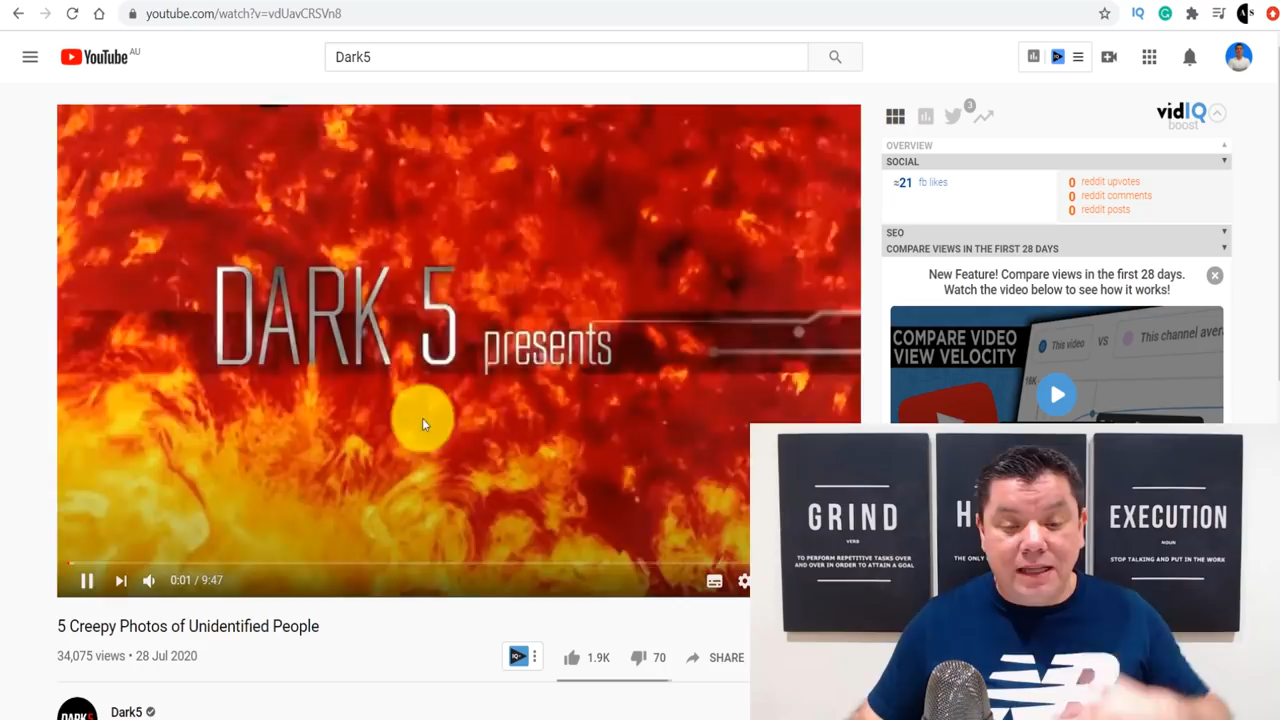 youtube.com/watch?v=vdUavCRSVn8
IQ
YouTube AU
Dark5
vidIQ
boost
3
OVERVIEW
SOCIAL
≈21 fb likes
0 reddit upvotes
0 reddit comments
0 reddit posts
SEO
COMPARE VIEWS IN THE FIRST 28 DAYS
New Feature! Compare views in the first 28 days.
Watch the video below to see how it works!
COMPARE VIDEO
VIEW VELOCITY
This video VS This channel aver
DARK 5 presents
0:01 / 9:47
5 Creepy Photos of Unidentified People
34,075 views • 28 Jul 2020
1.9K 70 SHARE
Dark5
DARK5
GRIND
VERB
TO PERFORM REPETITIVE TASKS OVER
AND OVER IN ORDER TO ATTAIN A GOAL
H
THE ONLY
EXECUTION
NOUN
STOP TALKING AND PUT IN THE WORK